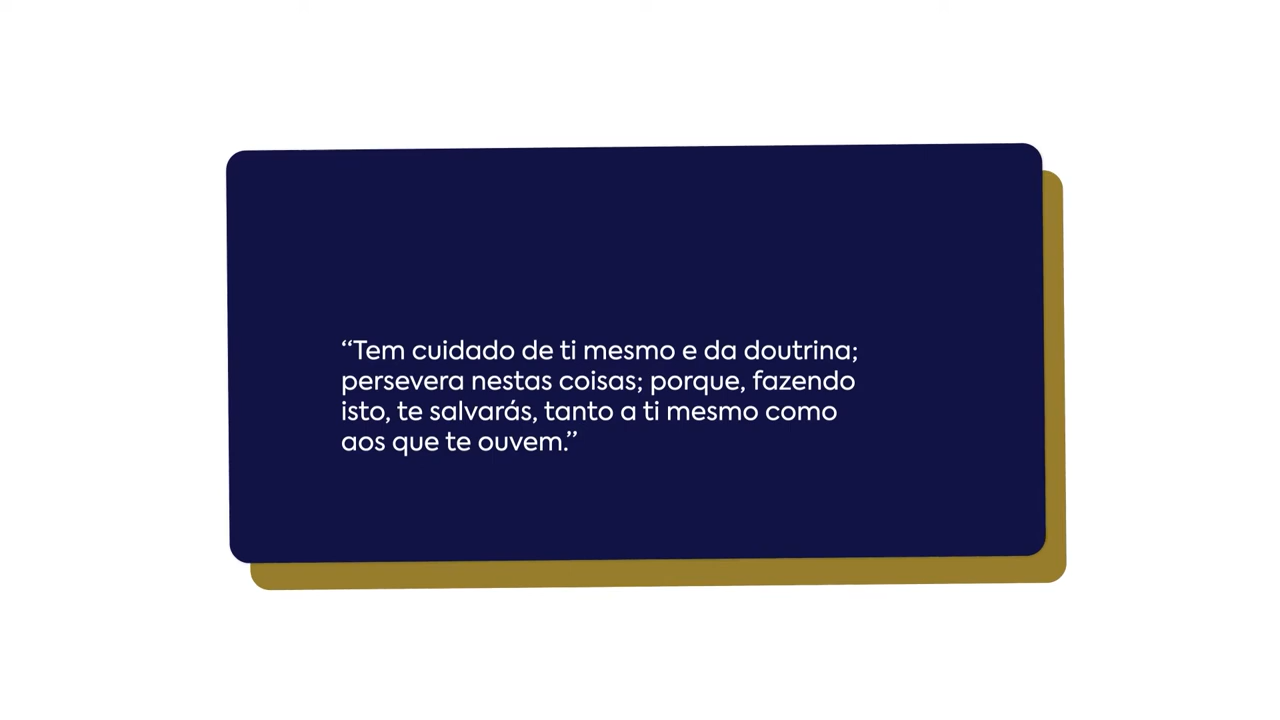 “Tem cuidado de ti mesmo e da doutrina;
persevera nestas coisas; porque, fazendo
isto, te salvarás, tanto a ti mesmo como
aos que te ouvem.”